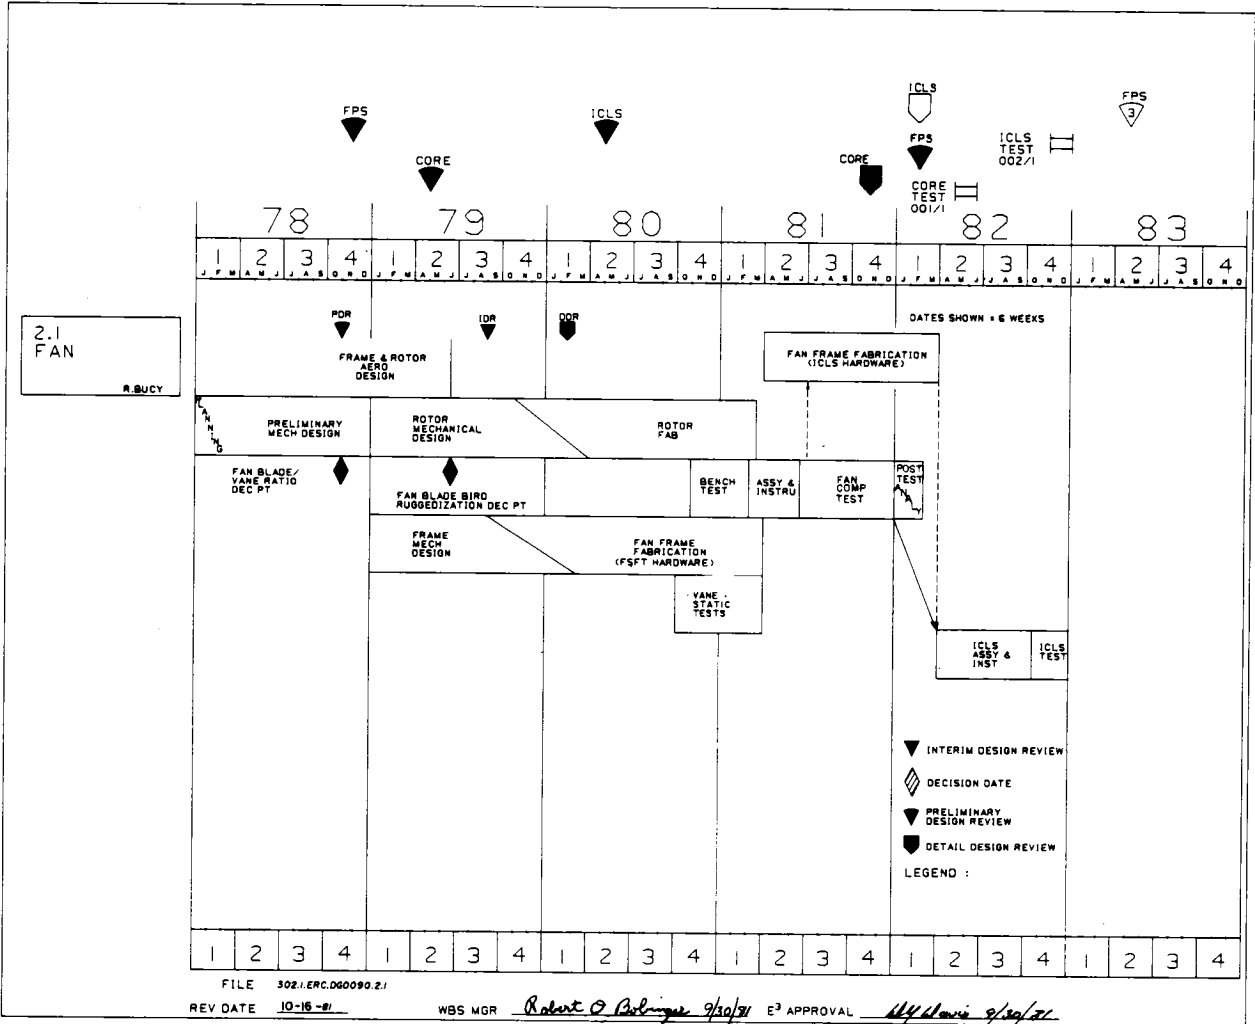 FPS
CORE
ICLS
CORE
ICLS
FPS
CORE
TEST
001/1
ICLS
TEST
002/1
FPS
3
78 79 80 81 82 83
1 2 3 4 1 2 3 4 1 2 3 4 1 2 3 4 1 2 3 4 1 2 3 4
J F M A M J J A S O N D J F M A M J J A S O N D J F M A M J J A S O N D J F M A M J J A S O N D J F M A M J J A S O N D J F M A M J J A S O N D
2.1
FAN
R.BUCY
PDR
IDR
DDR
DATES SHOWN ± 6 WEEKS
FRAME & ROTOR
AERO
DESIGN
FAN FRAME FABRICATION
(ICLS HARDWARE)
PLANNING
PRELIMINARY
MECH DESIGN
ROTOR
MECHANICAL
DESIGN
ROTOR
FAB
FAN BLADE/
VANE RATIO
DEC PT
FAN BLADE BIRD
RUGGEDIZATION DEC PT
BENCH
TEST
ASSY &
INSTRU
FAN
COMP
TEST
POST
TEST
ANALY
FRAME
MECH
DESIGN
FAN FRAME
FABRICATION
(FSFT HARDWARE)
VANE
STATIC
TESTS
ICLS
ASSY &
INST
ICLS
TEST
INTERIM DESIGN REVIEW
DECISION DATE
PRELIMINARY
DESIGN REVIEW
DETAIL DESIGN REVIEW
LEGEND :
1 2 3 4 1 2 3 4 1 2 3 4 1 2 3 4 1 2 3 4 1 2 3 4
FILE 302.1.ERC.DG0090.2.1
REV DATE 10-16-81 WBS MGR Robert O Bobinger 9/30/81 E³ APPROVAL 9/30/81